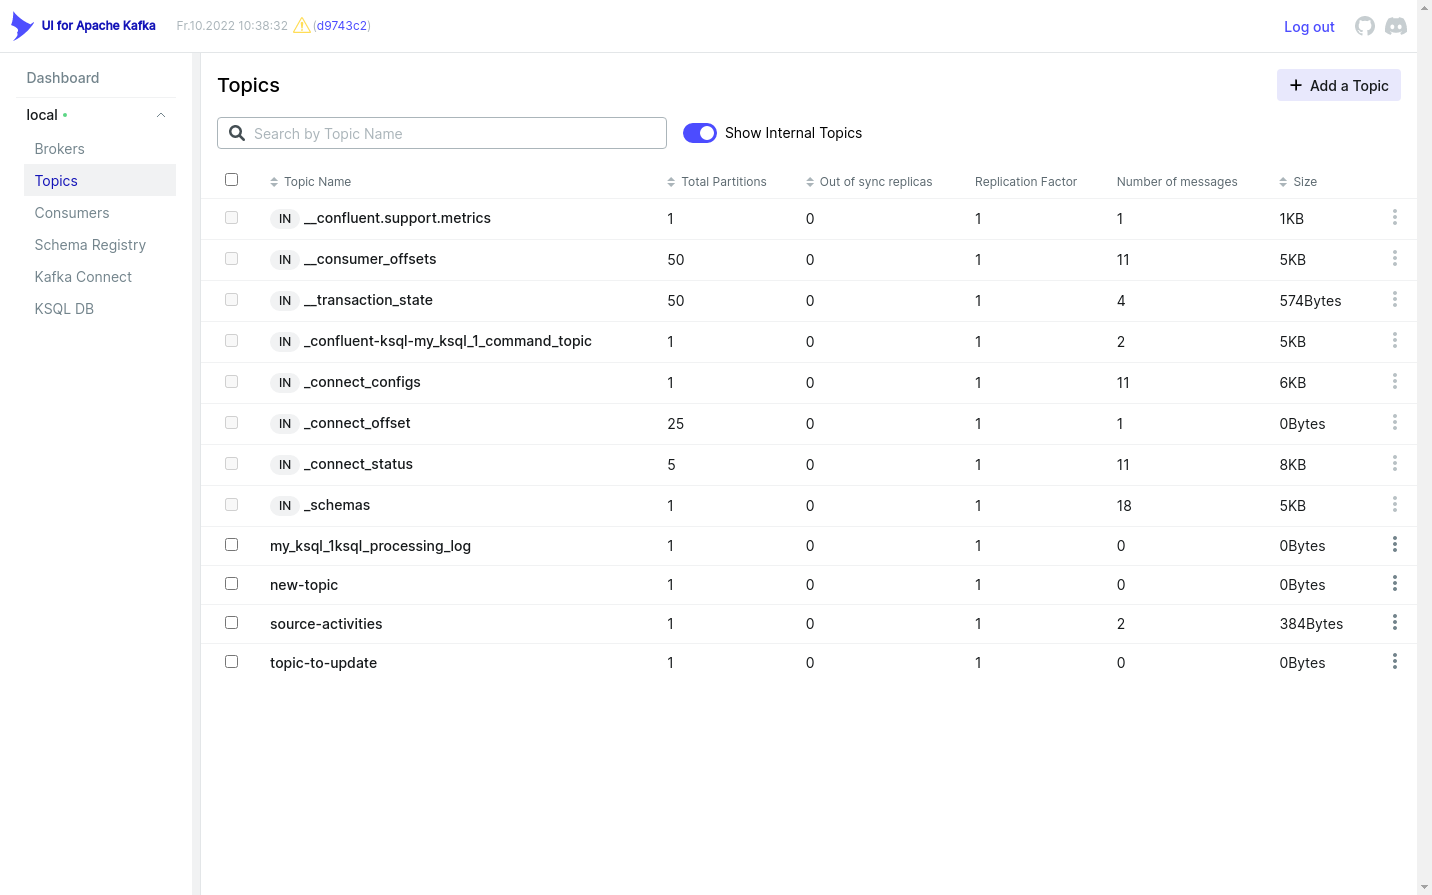 UI for Apache Kafka Fr.10.2022 10:38:32 (d9743c2) Log out
Dashboard
local
Brokers
Topics
Consumers
Schema Registry
Kafka Connect
KSQL DB
Topics
Add a Topic
Search by Topic Name
Show Internal Topics
Topic Name Total Partitions Out of sync replicas Replication Factor Number of messages Size
IN __confluent.support.metrics 1 0 1 1 1KB
IN __consumer_offsets 50 0 1 11 5KB
IN __transaction_state 50 0 1 4 574Bytes
IN _confluent-ksql-my_ksql_1_command_topic 1 0 1 2 5KB
IN _connect_configs 1 0 1 11 6KB
IN _connect_offset 25 0 1 1 0Bytes
IN _connect_status 5 0 1 11 8KB
IN _schemas 1 0 1 18 5KB
my_ksql_1ksql_processing_log 1 0 1 0 0Bytes
new-topic 1 0 1 0 0Bytes
source-activities 1 0 1 2 384Bytes
topic-to-update 1 0 1 0 0Bytes